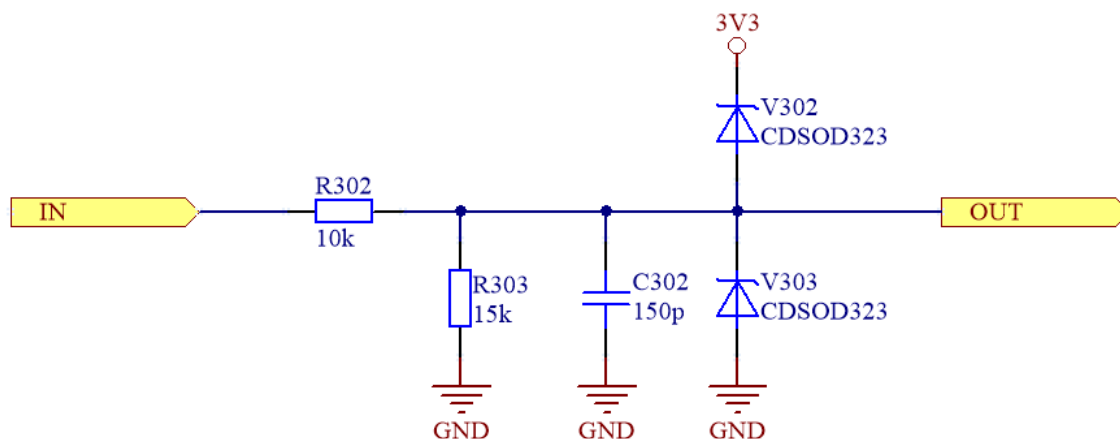 3V3
V302
CDSOD323
IN
R302
10k
OUT
R303
15k
C302
150p
V303
CDSOD323
GND
GND
GND